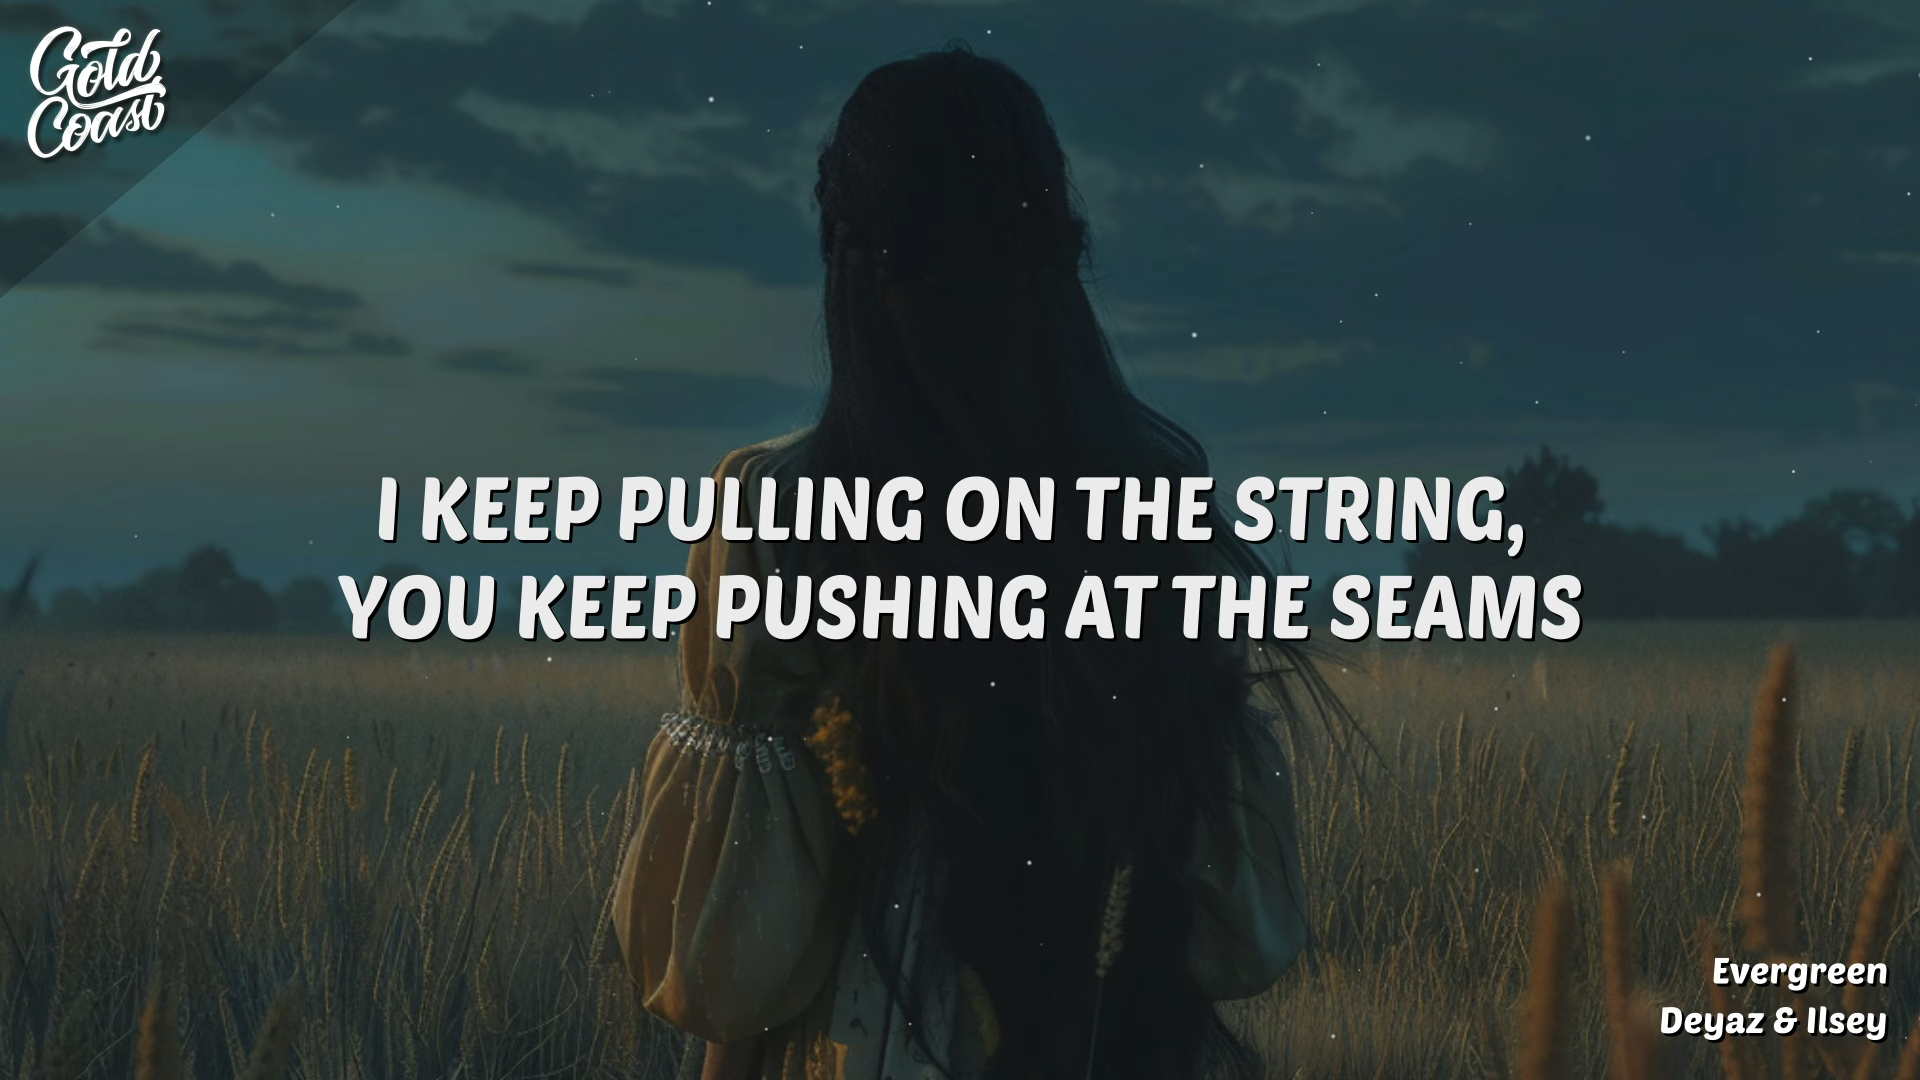 Gold
Coast
I KEEP PULLING ON THE STRING,
YOU KEEP PUSHING AT THE SEAMS
Evergreen
Deyaz & Ilsey